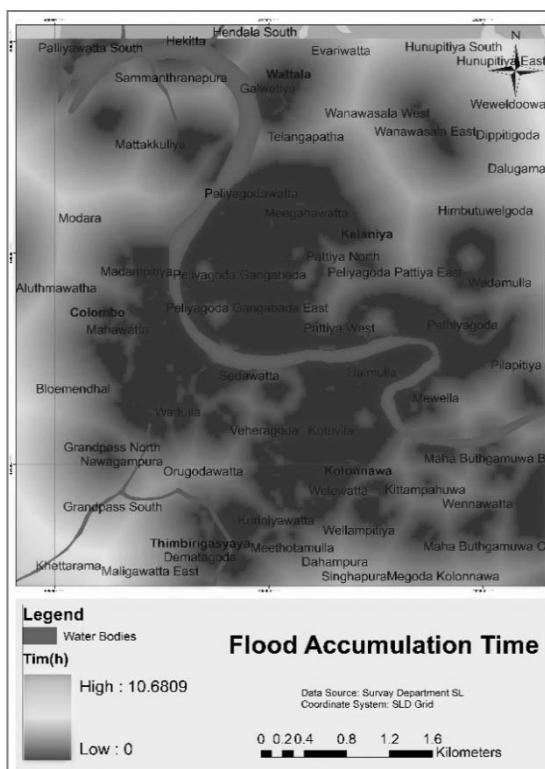 Hendala South
Hekitta
Palliyawatta South
Evariwatta
Hunupitiya South
N
Hunupitiya East
Sammanthranapura
Wattala
Galwetiya
Weweldoowa
Wanawasala West
Wanawasala East
Dippitigoda
Telangapatha
Mattakkuliya
Dalugama
Peliyagodawatta
Meegahawatta
Himbutuwelgoda
Modara
Kelaniya
Pattiya North
Madampitiya
Peliyagoda Gangabada
Peliyagoda Pattiya East
Wedamulla
Aluthmawatha
Colombo
Peliyagoda Gangabada East
Mahawatta
Pattiya West
Pethiyagoda
Pilapitiya
Sedawatta
Halmulla
Bloemendhal
Mewella
Wadulla
Veheragoda
Kotuvila
Grandpass North
Nawagampura
Orugodawatta
Kolonnawa
Maha Buthgamuwa B
Welewatta
Kittampahuwa
Wennawatta
Grandpass South
Kuriniyawatta
Wellampitiya
Thimbirigasyaya
Dematagoda
Meethotamulla
Maha Buthgamuwa C
Khettarama
Maligawatta East
Dahampura
Singhapura
Megoda Kolonnawa
Legend
Water Bodies
Tim(h)
High : 10.6809
Low : 0
Flood Accumulation Time
Data Source: Survay Department SL
Coordinate System: SLD Grid
0 0.2 0.4 0.8 1.2 1.6
Kilometers